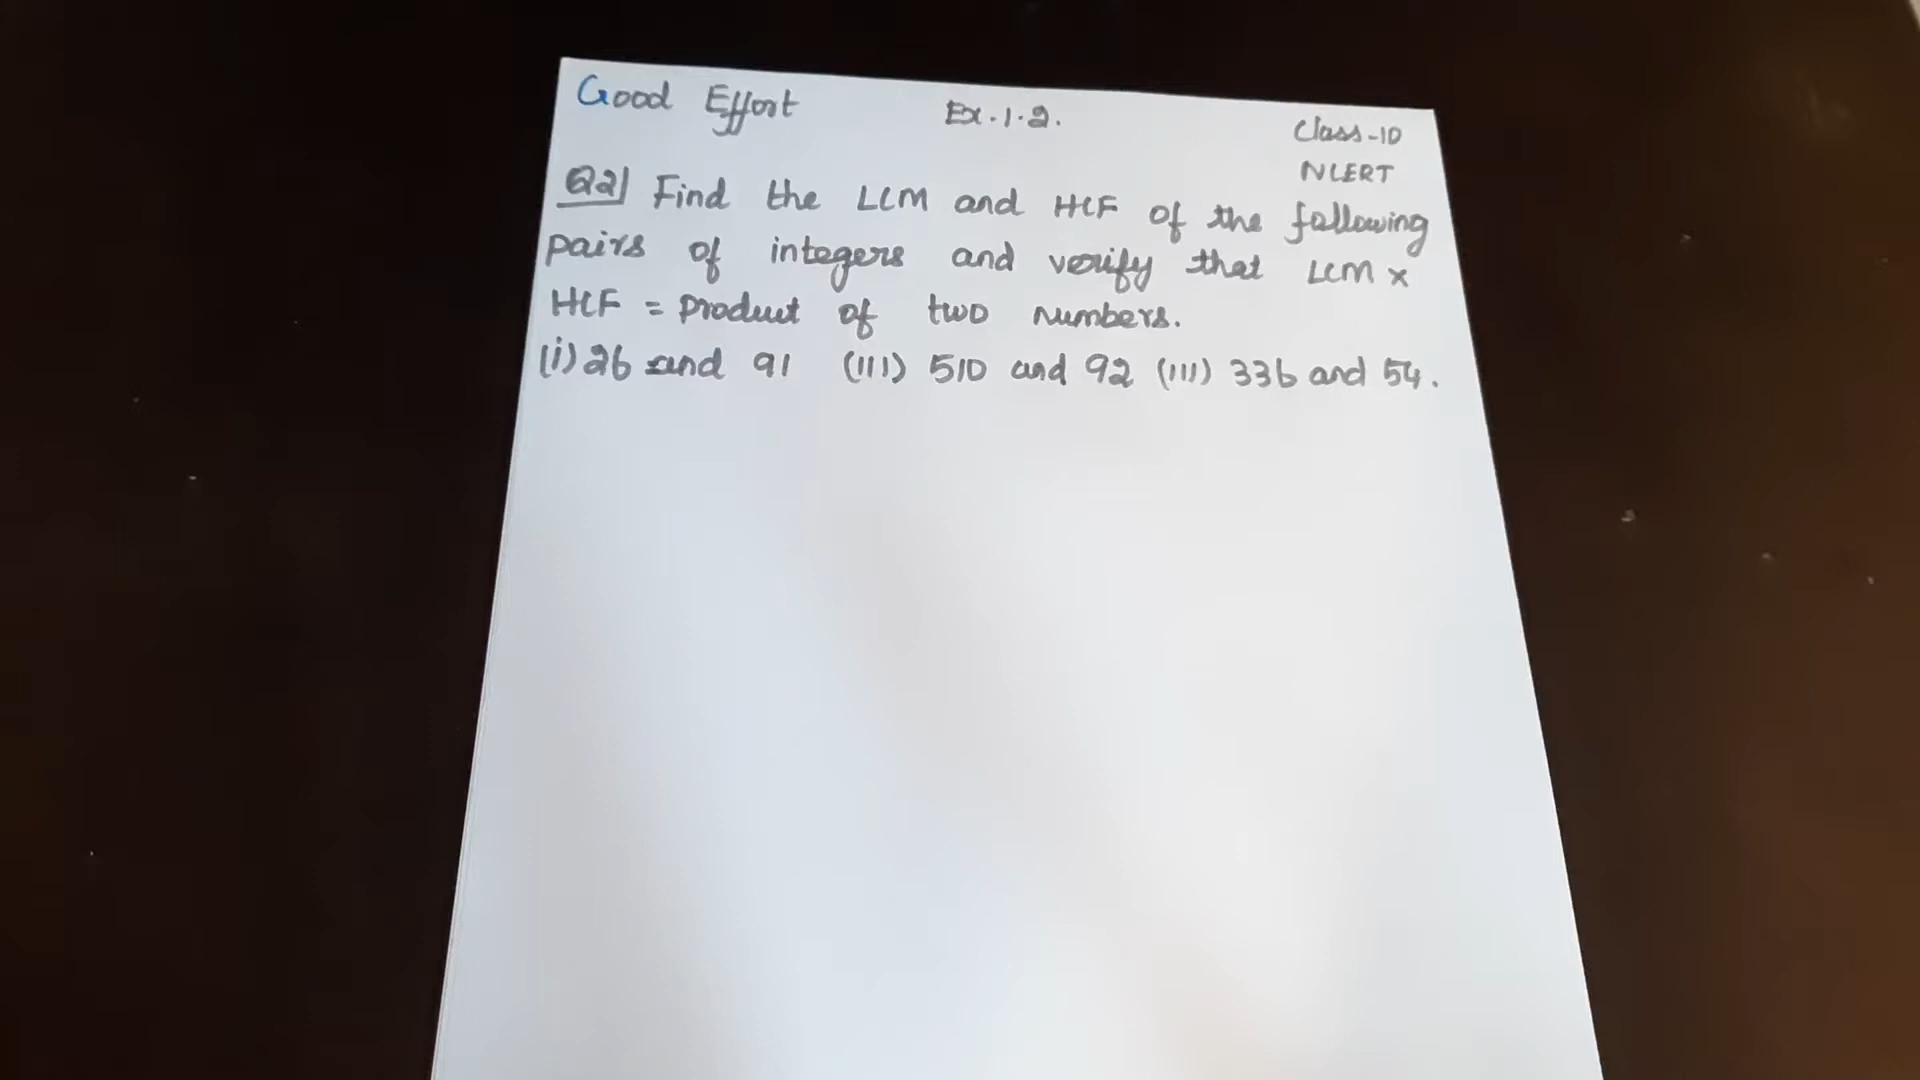 Good Effort
Ex.1.2.
Class-10
NCERT
Q2) Find the LCM and HCF of the following
pairs of integers and verify that LCM x
HCF = product of two numbers.
(i) 26 and 91 (iii) 510 and 92 (iii) 336 and 54.